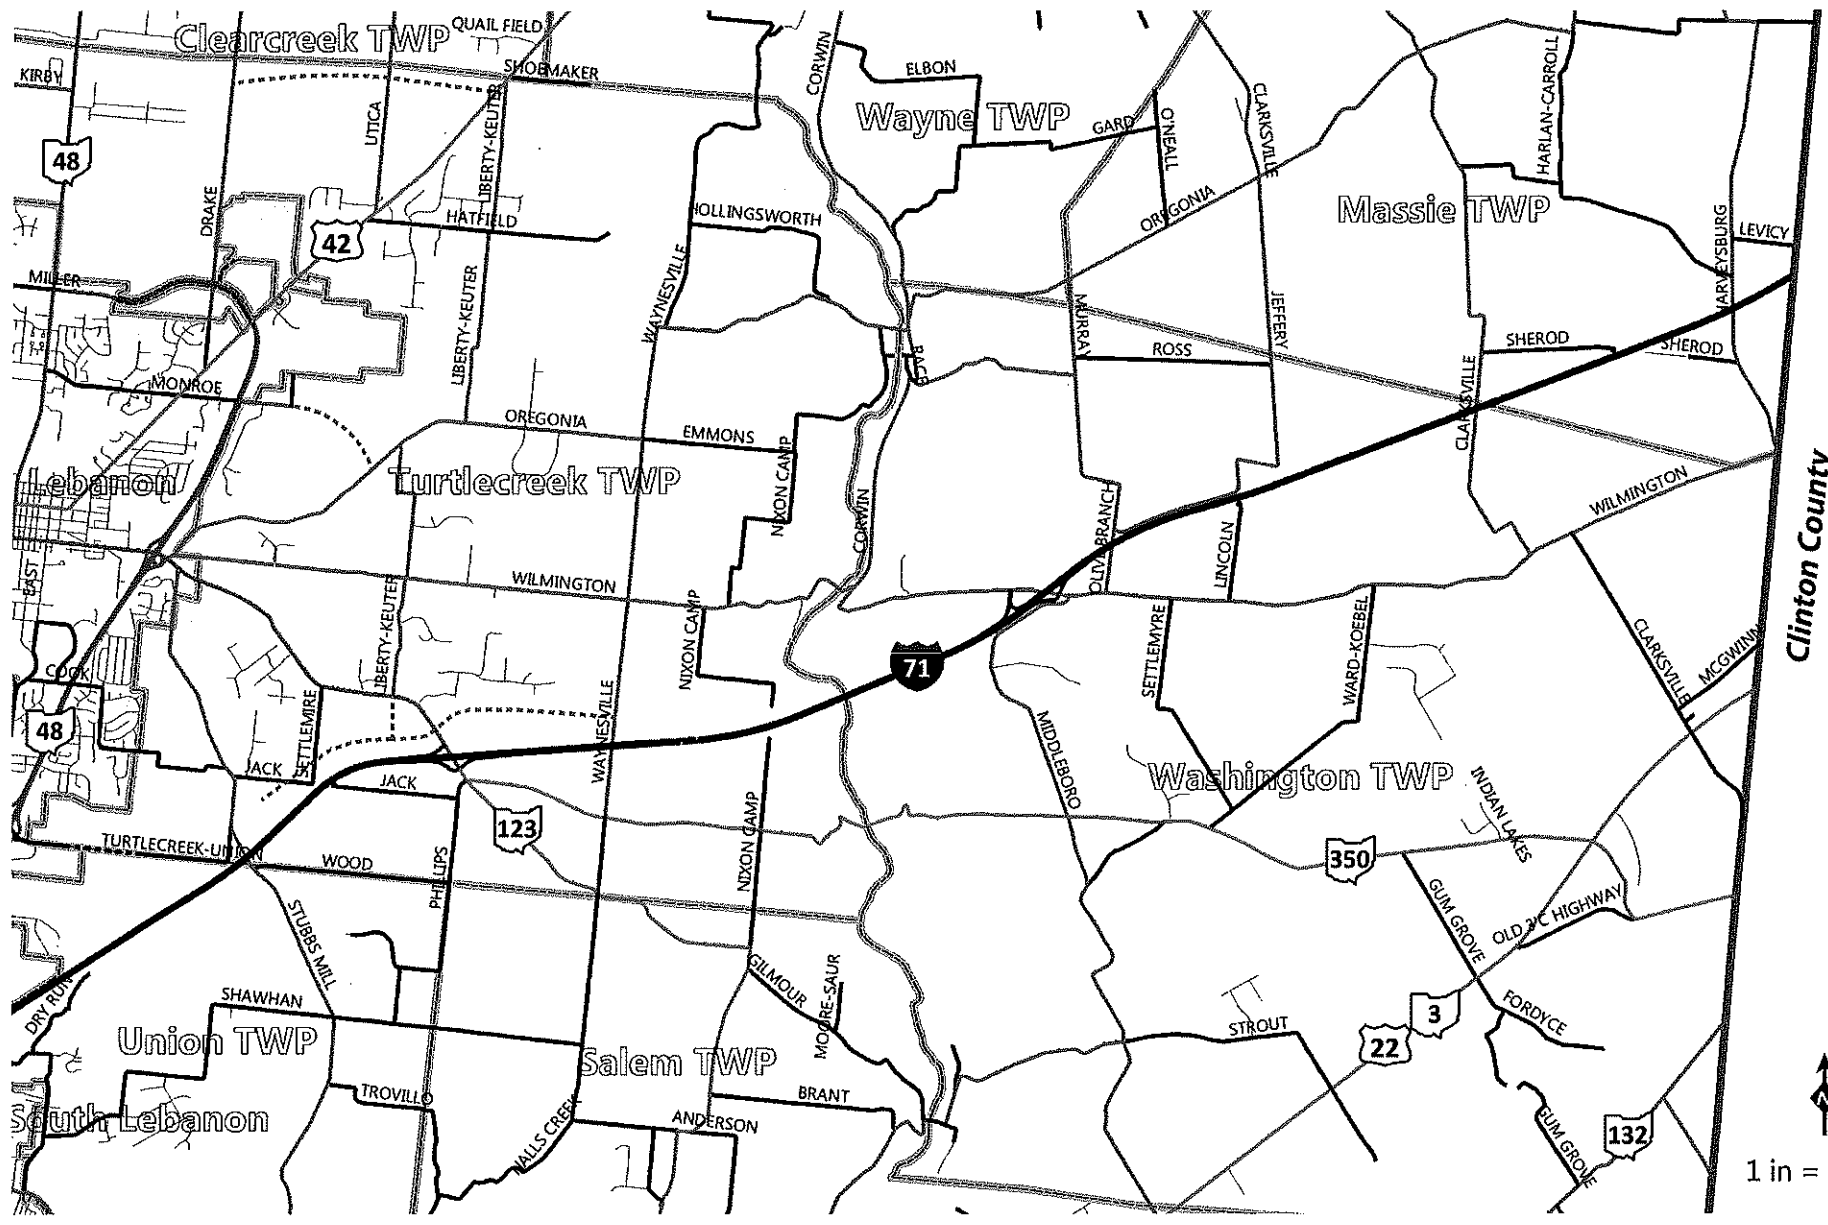 QUAIL FIELD
Clearcreek TWP
SHOEMAKER
KIRBY
CORWIN
ELBON
CLARKSVILLE
HARLAN-CARROLL
UTICA
LIBERTY-KEUTER
Wayne TWP
GARD
O'NEALL
48
DRAKE
HATFIELD
42
HOLLINGSWORTH
OREGONIA
Massie TWP
HARVEYSBURG
LEVICY
MILLER
WAYNESVILLE
LIBERTY-KEUTER
MURRAY
JEFFERY
ROSS
SHEROD
SHEROD
RACE
MONROE
CLARKSVILLE
OREGONIA
EMMONS
NIXON CAMP
Lebanon
Turtlecreek TWP
CORWIN
OLIVE BRANCH
LINCOLN
WILMINGTON
Clinton County
EAST
WILMINGTON
LIBERTY-KEUTER
NIXON CAMP
SETTLEMYRE
WARD-KOEBEL
CLARKSVILLE
MCGWINN
71
COOK
48
SETTLEMIRE
WAYNESVILLE
MIDDLEBORO
JACK
JACK
Washington TWP
INDIAN LAKES
123
NIXON CAMP
350
TURTLECREEK-UNION
WOOD
PHILLIPS
GUM GROVE
OLD 3'C HIGHWAY
STUBBS MILL
GILMOUR
MOORE-SAUR
DRY RUN
SHAWHAN
3
FORDYCE
STROUT
22
Union TWP
Salem TWP
TROVILLO
BRANT
South Lebanon
ANDERSON
HALLS CREEK
GUM GROVE
132
N
1 in =